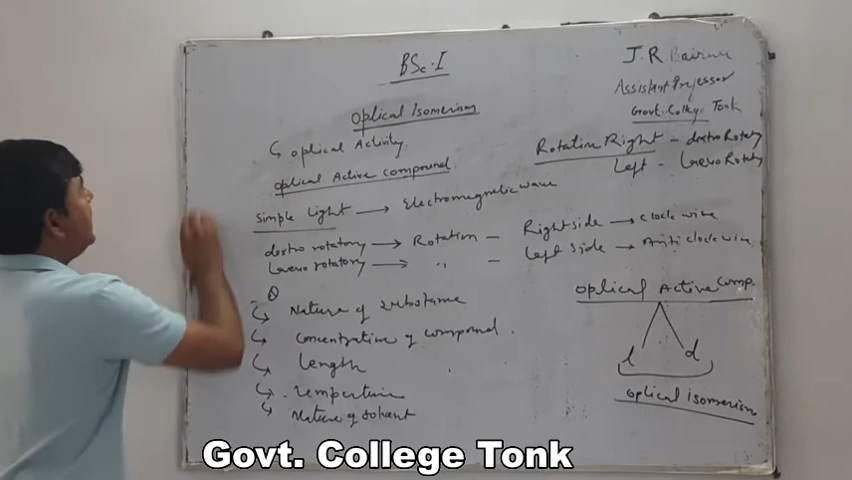 BSc.I
J.R Bairwa
Assistant Professor
Govt. College Tonk
Optical Isomerism
optical Activity
Rotation Right - dextro Rotatry
Left - Laevo Rotatry
optical Active compound
Simple Light → Electromagnetic wave
dextro rotatory → Rotation - Right side → clock wise
Laevo rotatory → ,, - Left side → Anti clock wise
Nature of substance
Concentration of compound
Length
Temperature
Nature of solvent
optical Active Comp.
l d
optical isomerism
Govt. College Tonk